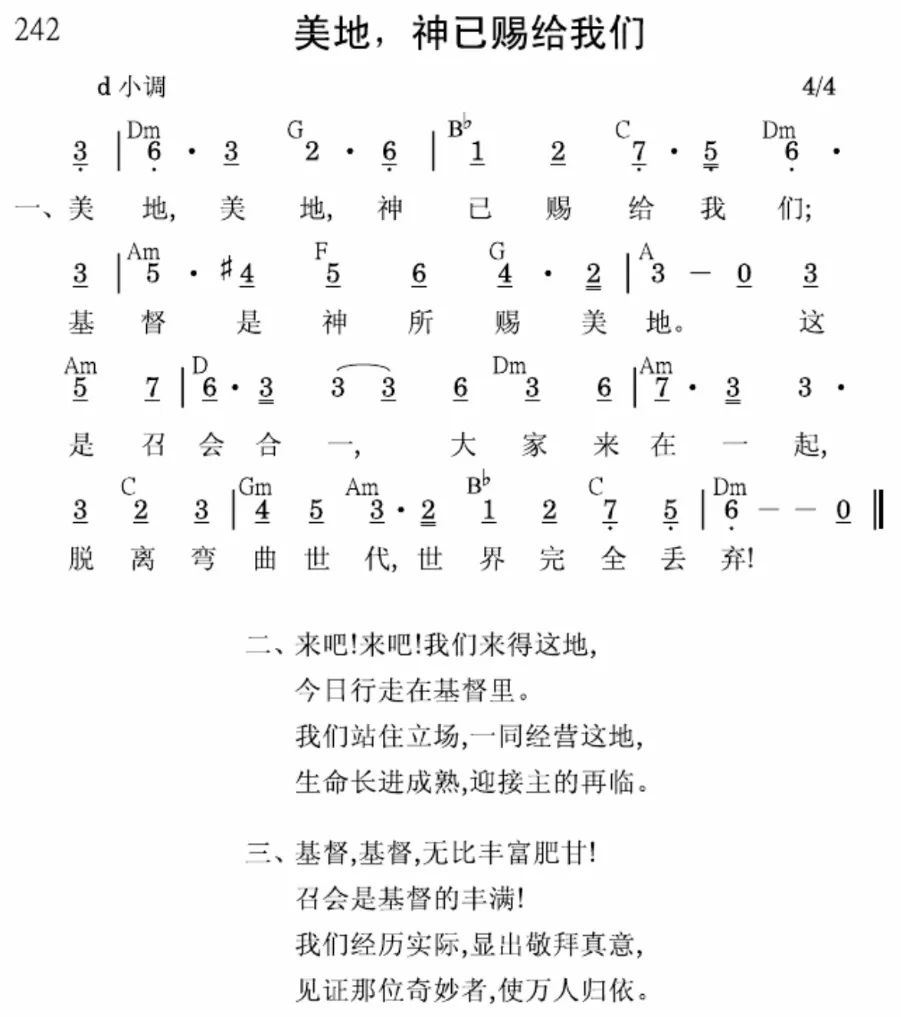 242
美地，神已赐给我们
d 小调 4/4
Dm G B♭ C Dm
3 | 6 · 3 2 · 6 | 1 2 7 · 5 6 ·
一、美 地, 美 地, 神 已 赐 给 我 们;
Am F G A
3 | 5 · #4 5 6 4 · 2 | 3 - 0 3
基 督 是 神 所 赐 美 地。 这
Am D Dm Am
5 7 | 6 · 3 3 3 6 3 6 | 7 · 3 3 ·
是 召 会 合 一, 大 家 来 在 一 起,
C Gm Am B♭ C Dm
3 2 3 | 4 5 3 · 2 1 2 7 5 | 6 - - 0 ‖
脱 离 弯 曲 世 代, 世 界 完 全 丢 弃!
二、来吧!来吧!我们来得这地,
今日行走在基督里。
我们站住立场,一同经营这地,
生命长进成熟,迎接主的再临。
三、基督,基督,无比丰富肥甘!
召会是基督的丰满!
我们经历实际,显出敬拜真意,
见证那位奇妙者,使万人归依。